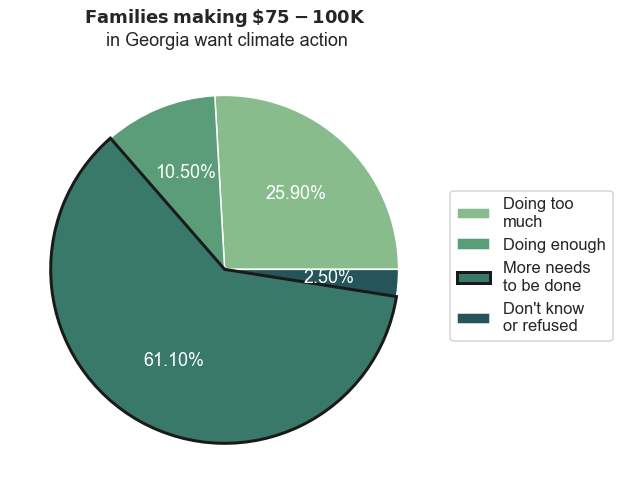 Families making $75 − 100K
in Georgia want climate action
10.50%
25.90%
2.50%
61.10%
Doing too
much
Doing enough
More needs
to be done
Don't know
or refused